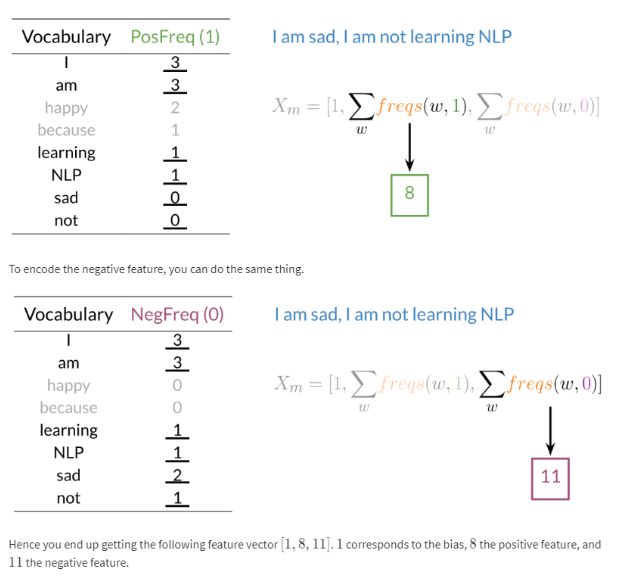 Vocabulary PosFreq (1)
I 3
am 3
happy 2
because 1
learning 1
NLP 1
sad 0
not 0
I am sad, I am not learning NLP
X_m = [1, ∑_w freqs(w, 1), ∑_w freqs(w, 0)]
8
To encode the negative feature, you can do the same thing.
Vocabulary NegFreq (0)
I 3
am 3
happy 0
because 0
learning 1
NLP 1
sad 2
not 1
I am sad, I am not learning NLP
X_m = [1, ∑_w freqs(w, 1), ∑_w freqs(w, 0)]
11
Hence you end up getting the following feature vector [1, 8, 11]. 1 corresponds to the bias, 8 the positive feature, and
11 the negative feature.